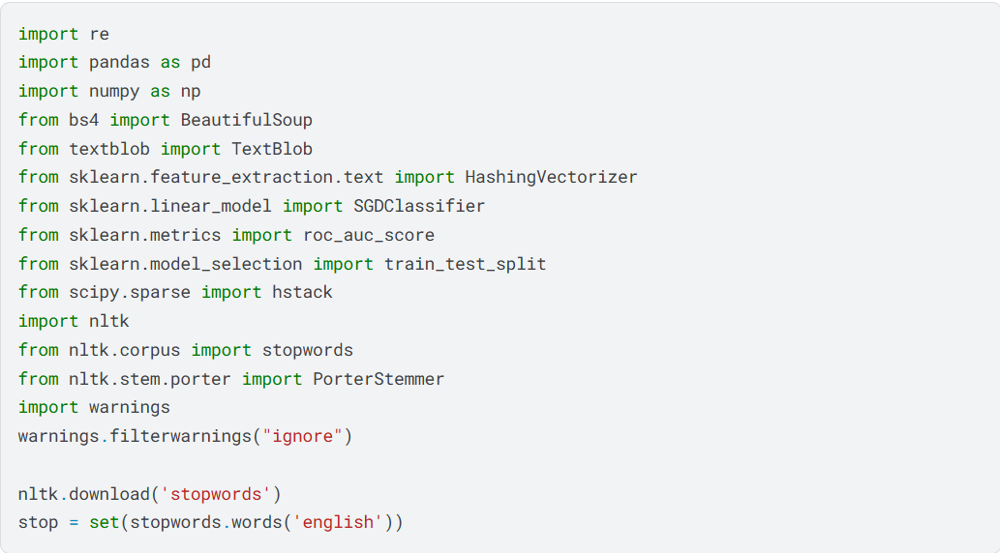 import re
import pandas as pd
import numpy as np
from bs4 import BeautifulSoup
from textblob import TextBlob
from sklearn.feature_extraction.text import HashingVectorizer
from sklearn.linear_model import SGDClassifier
from sklearn.metrics import roc_auc_score
from sklearn.model_selection import train_test_split
from scipy.sparse import hstack
import nltk
from nltk.corpus import stopwords
from nltk.stem.porter import PorterStemmer
import warnings
warnings.filterwarnings("ignore")

nltk.download('stopwords')
stop = set(stopwords.words('english'))